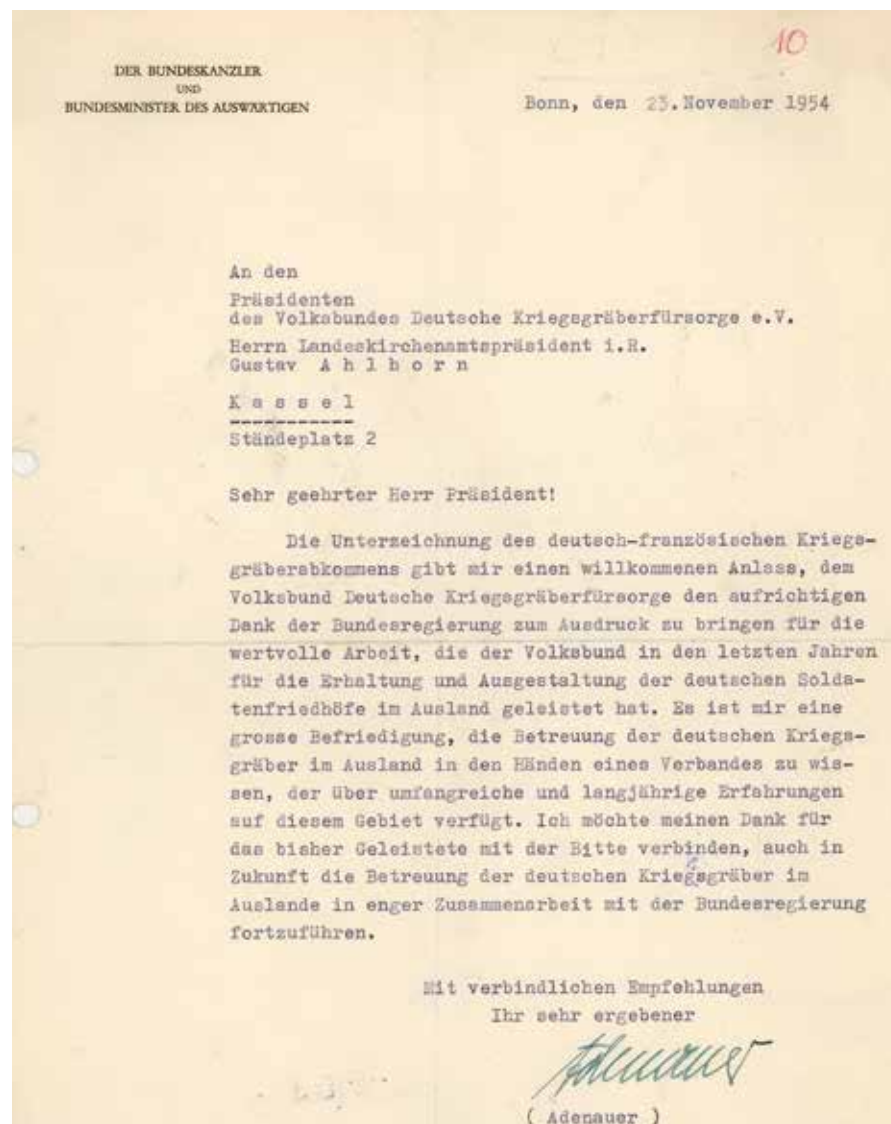 10
DER BUNDESKANZLER
UND
BUNDESMINISTER DES AUSWÄRTIGEN
Bonn, den 23. November 1954
An den
Präsidenten
des Volksbundes Deutsche Kriegsgräberfürsorge e.V.
Herrn Landeskirchenamtspräsident i.R.
Gustav A h l h o r n
K a s s e l
Ständeplatz 2
Sehr geehrter Herr Präsident!
Die Unterzeichnung des deutsch-französischen Kriegs-
gräberabkommens gibt mir einen willkommenen Anlass, dem
Volksbund Deutsche Kriegsgräberfürsorge den aufrichtigen
Dank der Bundesregierung zum Ausdruck zu bringen für die
wertvolle Arbeit, die der Volksbund in den letzten Jahren
für die Erhaltung und Ausgestaltung der deutschen Solda-
tenfriedhöfe im Ausland geleistet hat. Es ist mir eine
grosse Befriedigung, die Betreuung der deutschen Kriegs-
gräber im Ausland in den Händen eines Verbandes zu wis-
sen, der über umfangreiche und langjährige Erfahrungen
auf diesem Gebiet verfügt. Ich möchte meinen Dank für
das bisher Geleistete mit der Bitte verbinden, auch in
Zukunft die Betreuung der deutschen Kriegsgräber im
Auslande in enger Zusammenarbeit mit der Bundesregierung
fortzuführen.
Mit verbindlichen Empfehlungen
Ihr sehr ergebener
Adenauer
( Adenauer )